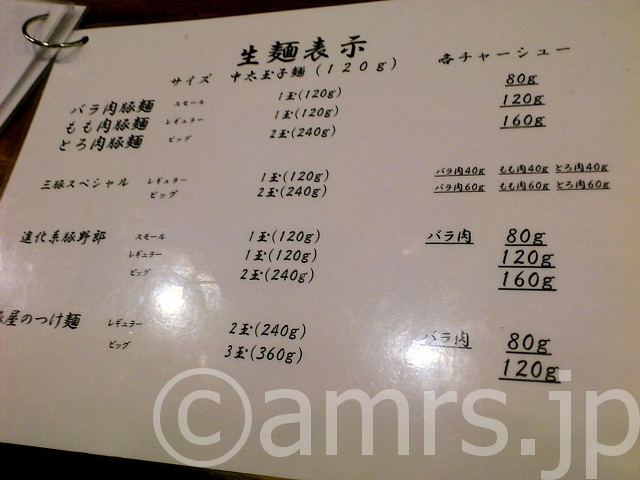 生麺表示
サイズ 中太玉子麺(120g) 各チャーシュー
バラ肉豚麺 スモール 1玉(120g) 80g
もも肉豚麺 レギュラー 1玉(120g) 120g
とろ肉豚麺 ビッグ 2玉(240g) 160g
三豚スペシャル レギュラー 1玉(120g) バラ肉40g もも肉40g とろ肉40g
ビッグ 2玉(240g) バラ肉60g もも肉60g とろ肉60g
進化系豚野郎 スモール 1玉(120g) バラ肉 80g
レギュラー 1玉(120g) 120g
ビッグ 2玉(240g) 160g
屋のつけ麺 レギュラー 2玉(240g) バラ肉 80g
ビッグ 3玉(360g) 120g
©amrs.jp